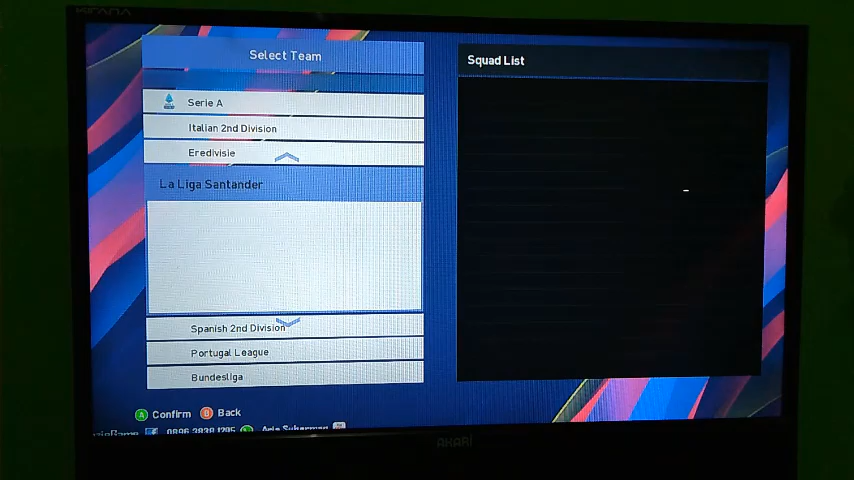 Select Team
Squad List
Serie A
Italian 2nd Division
Eredivisie
La Liga Santander
Spanish 2nd Division
Portugal League
Bundesliga
A Confirm B Back
AKARI